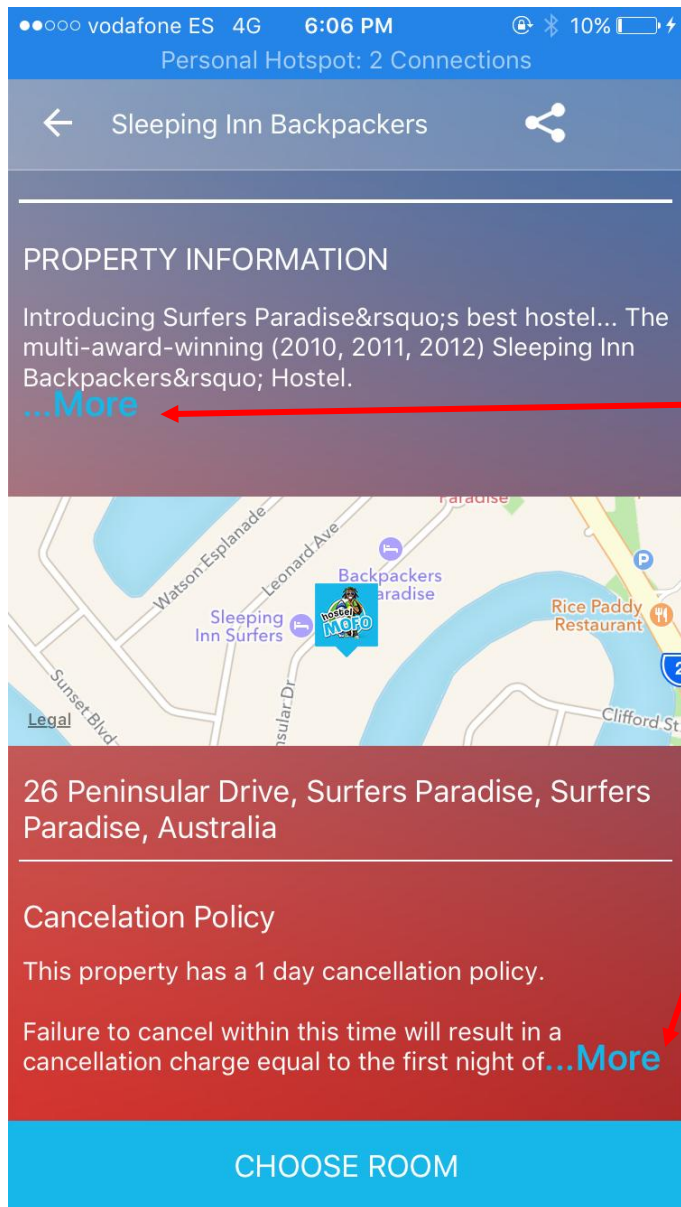 vodafone ES 4G 6:06 PM 10%
Personal Hotspot: 2 Connections
Sleeping Inn Backpackers
PROPERTY INFORMATION
Introducing Surfers Paradise&rsquo;s best hostel... The
multi-award-winning (2010, 2011, 2012) Sleeping Inn
Backpackers&rsquo; Hostel.
...More
Paradise
Watson Esplanade
Leonard Ave
P
Backpackers
Paradise
Sleeping
Inn Surfers
hostel
MOFO
Rice Paddy
Restaurant
2
Sunset Blvd
Legal
Clifford St
26 Peninsular Drive, Surfers Paradise, Surfers
Paradise, Australia
Cancelation Policy
This property has a 1 day cancellation policy.
Failure to cancel within this time will result in a
cancellation charge equal to the first night of...More
CHOOSE ROOM